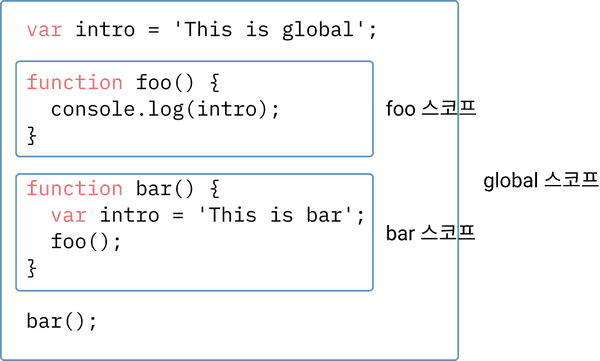 var intro = 'This is global';
function foo() {
  console.log(intro);
}
foo 스코프
global 스코프
function bar() {
  var intro = 'This is bar';
  foo();
}
bar 스코프
bar();